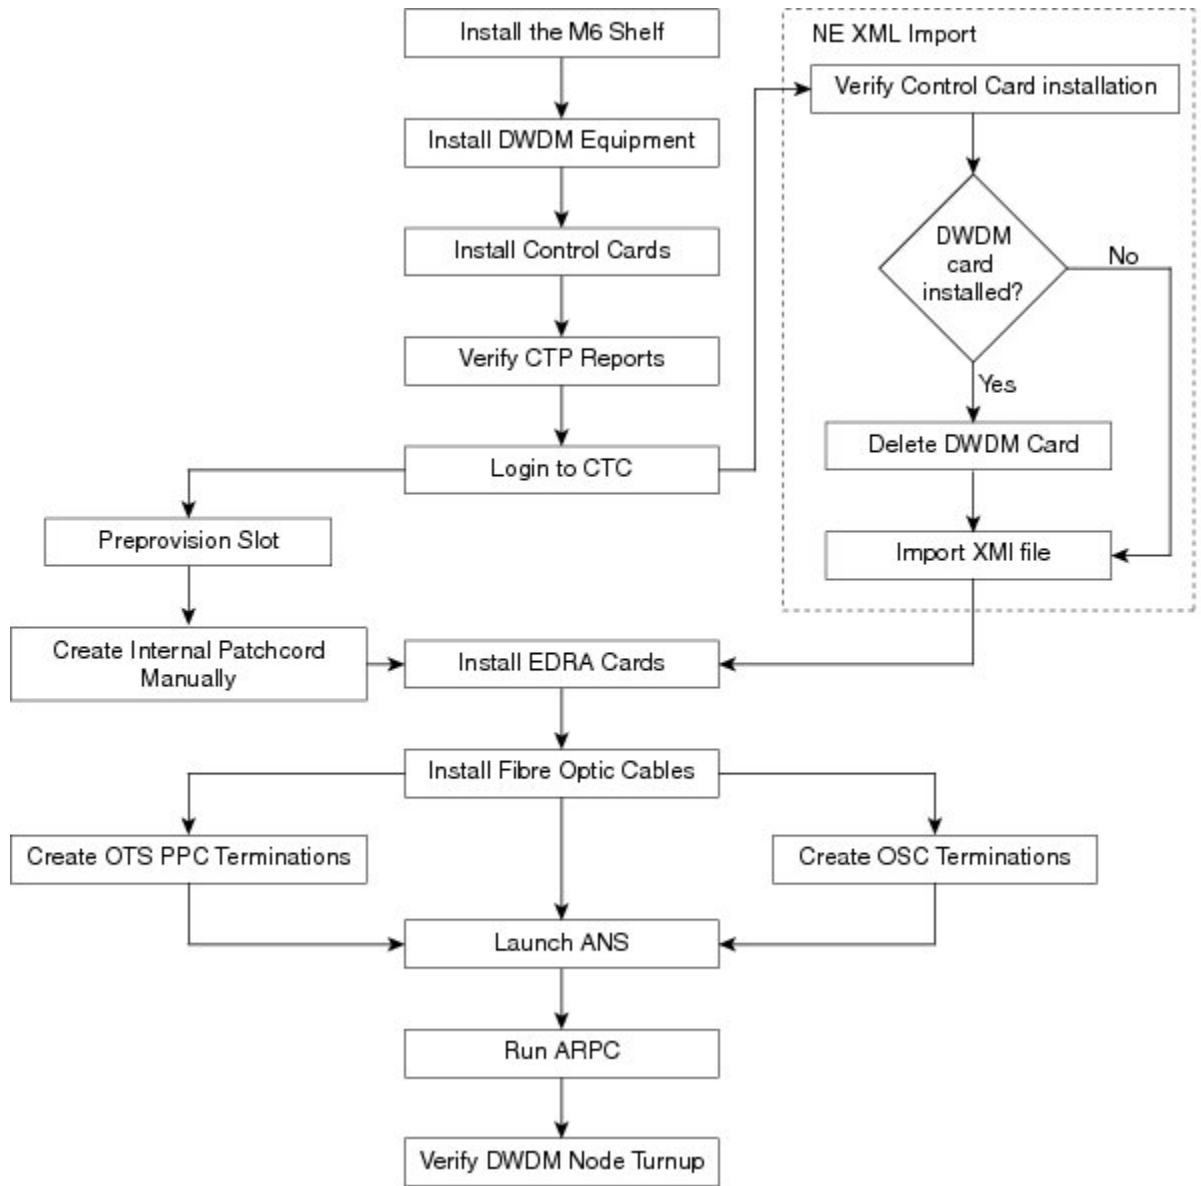 Install the M6 Shelf
NE XML Import
Verify Control Card installation
Install DWDM Equipment
Install Control Cards
DWDM
card
installed?
No
Verify CTP Reports
Yes
Delete DWDM Card
Login to CTC
Preprovision Slot
Import XMI file
Create Internal Patchcord
Manually
Install EDRA Cards
Install Fibre Optic Cables
Create OTS PPC Terminations
Create OSC Terminations
Launch ANS
Run ARPC
Verify DWDM Node Turnup